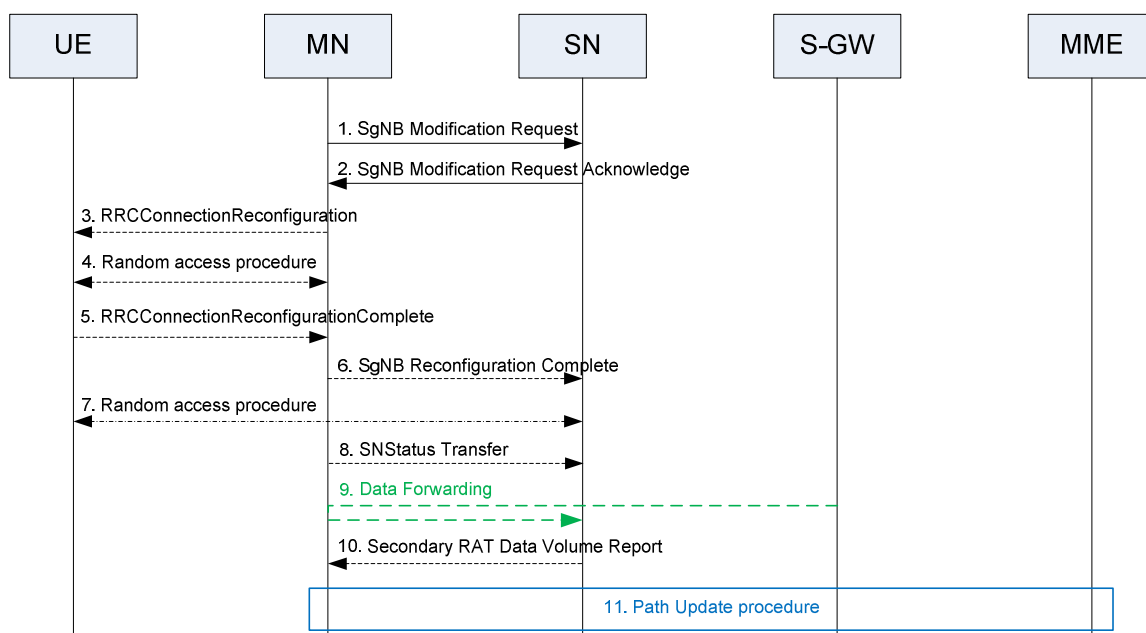 UE
MN
SN
S-GW
MME
1. SgNB Modification Request
2. SgNB Modification Request Acknowledge
3. RRCConnectionReconfiguration
4. Random access procedure
5. RRCConnectionReconfigurationComplete
6. SgNB Reconfiguration Complete
7. Random access procedure
8. SNStatus Transfer
9. Data Forwarding
10. Secondary RAT Data Volume Report
11. Path Update procedure